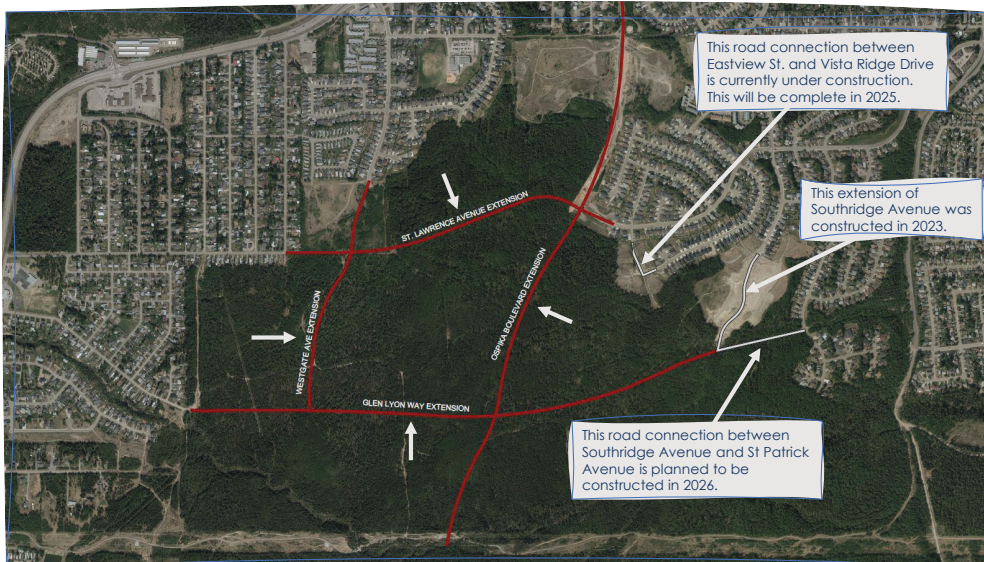 This road connection between
Eastview St. and Vista Ridge Drive
is currently under construction.
This will be complete in 2025.
This extension of
Southridge Avenue was
constructed in 2023.
ST. LAWRENCE AVENUE EXTENSION
OSPIKA BOULEVARD EXTENSION
WESTGATE AVE EXTENSION
GLEN LYON WAY EXTENSION
This road connection between
Southridge Avenue and St Patrick
Avenue is planned to be
constructed in 2026.